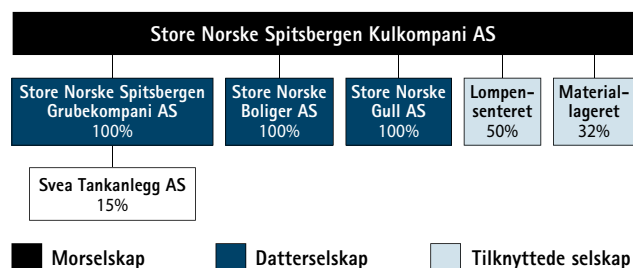 Store Norske Spitsbergen Kulkompani AS
Store Norske Spitsbergen
Grubekompani AS
100%
Store Norske
Boliger AS
100%
Store Norske
Gull AS
100%
Lompen-
senteret
50%
Material-
lageret
32%
Svea Tankanlegg AS
15%
Morselskap
Datterselskap
Tilknyttede selskap